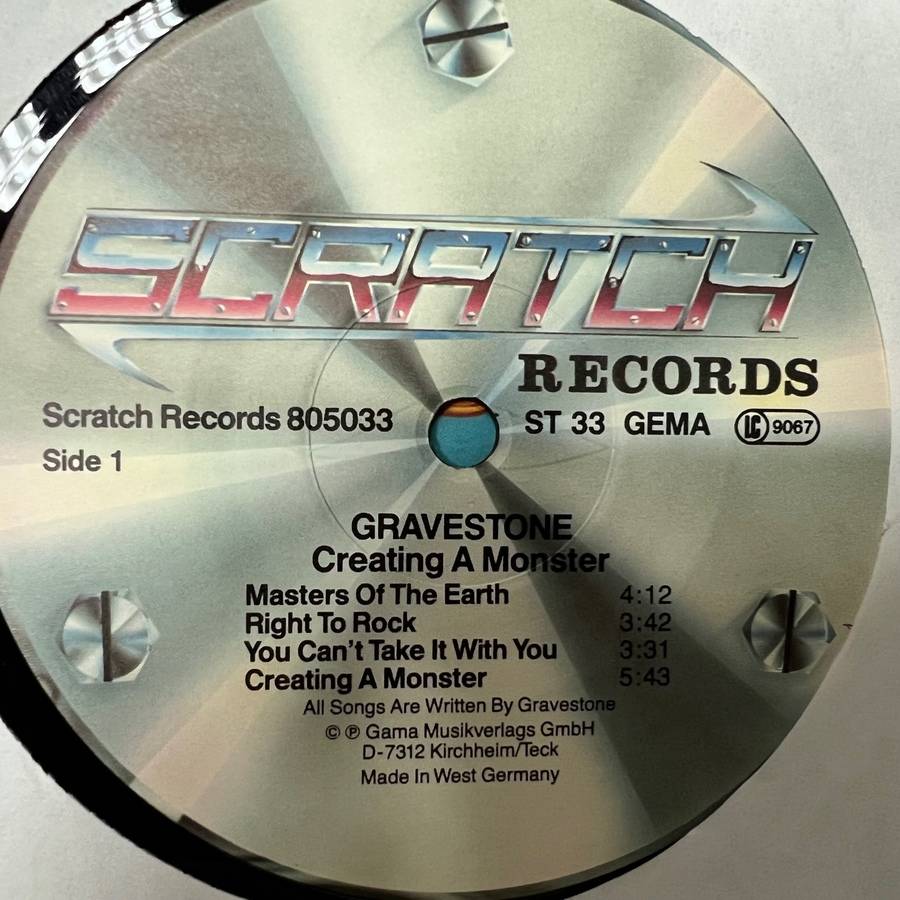 SCRATCH
RECORDS
Scratch Records 805033
ST 33 GEMA LC 9067
Side 1
GRAVESTONE
Creating A Monster
Masters Of The Earth 4:12
Right To Rock 3:42
You Can't Take It With You 3:31
Creating A Monster 5:43
All Songs Are Written By Gravestone
© ℗ Gama Musikverlags GmbH
D-7312 Kirchheim/Teck
Made In West Germany